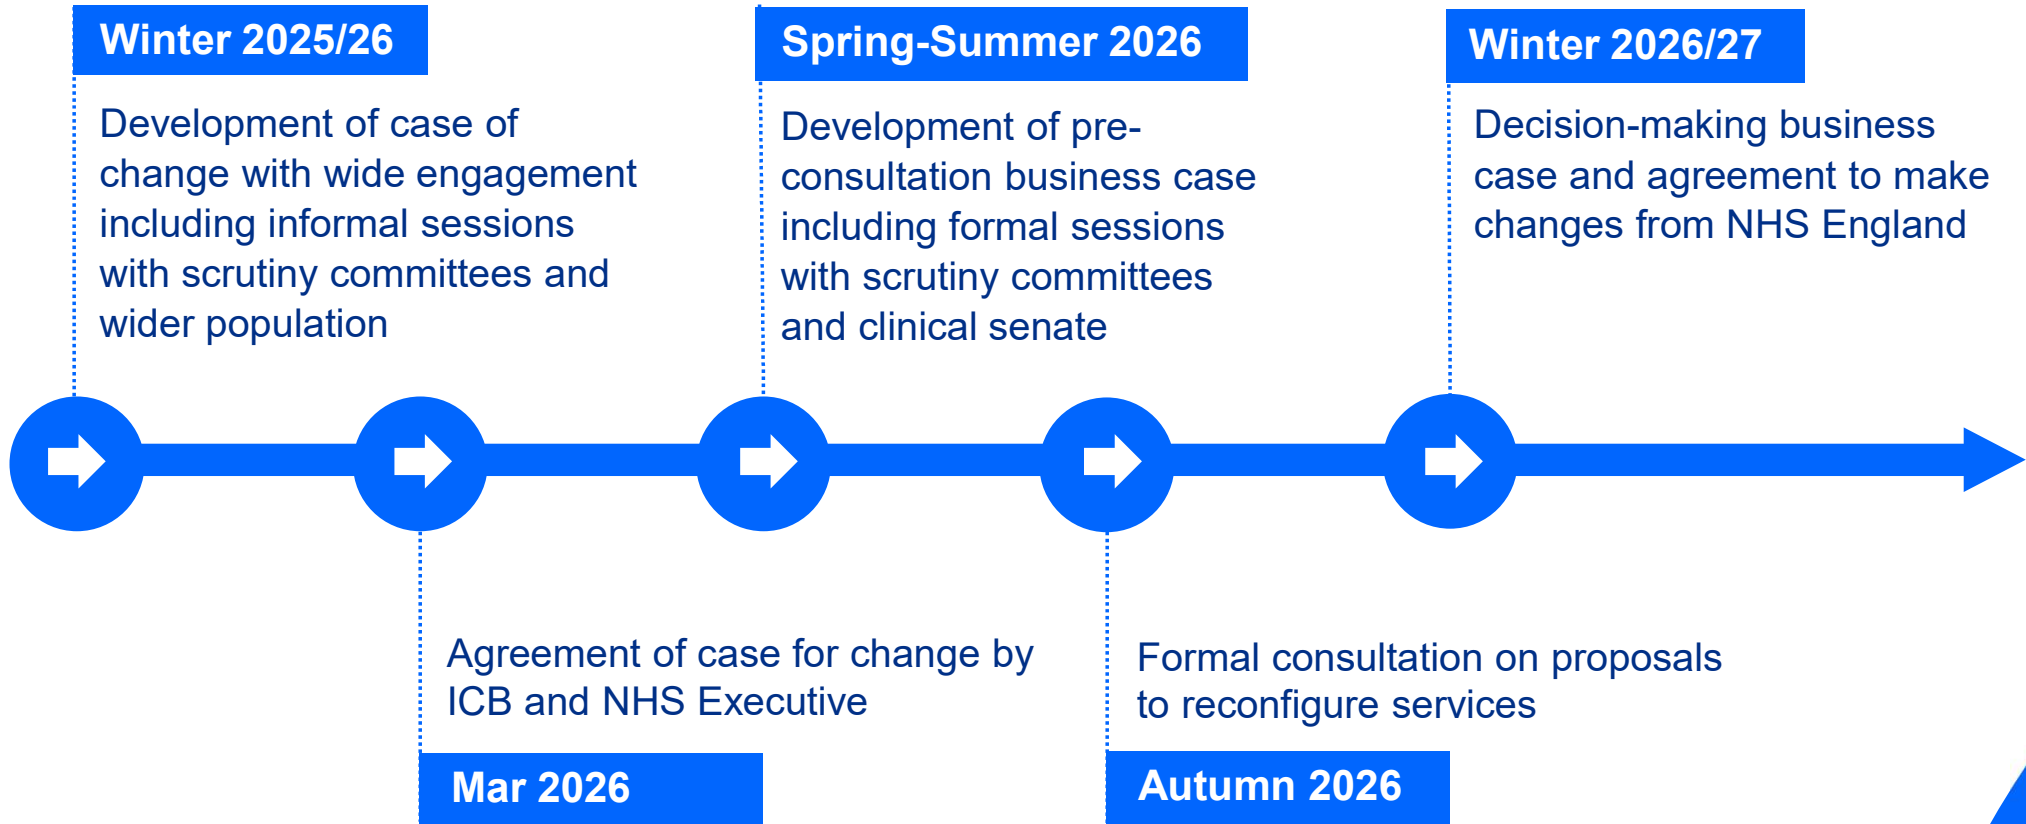 Winter 2025/26
Development of case of
change with wide engagement
including informal sessions
with scrutiny committees and
wider population
Agreement of case for change by
ICB and NHS Executive
Mar 2026
Spring-Summer 2026
Development of pre-
consultation business case
including formal sessions
with scrutiny committees
and clinical senate
Formal consultation on proposals
to reconfigure services
Autumn 2026
Winter 2026/27
Decision-making business
case and agreement to make
changes from NHS England